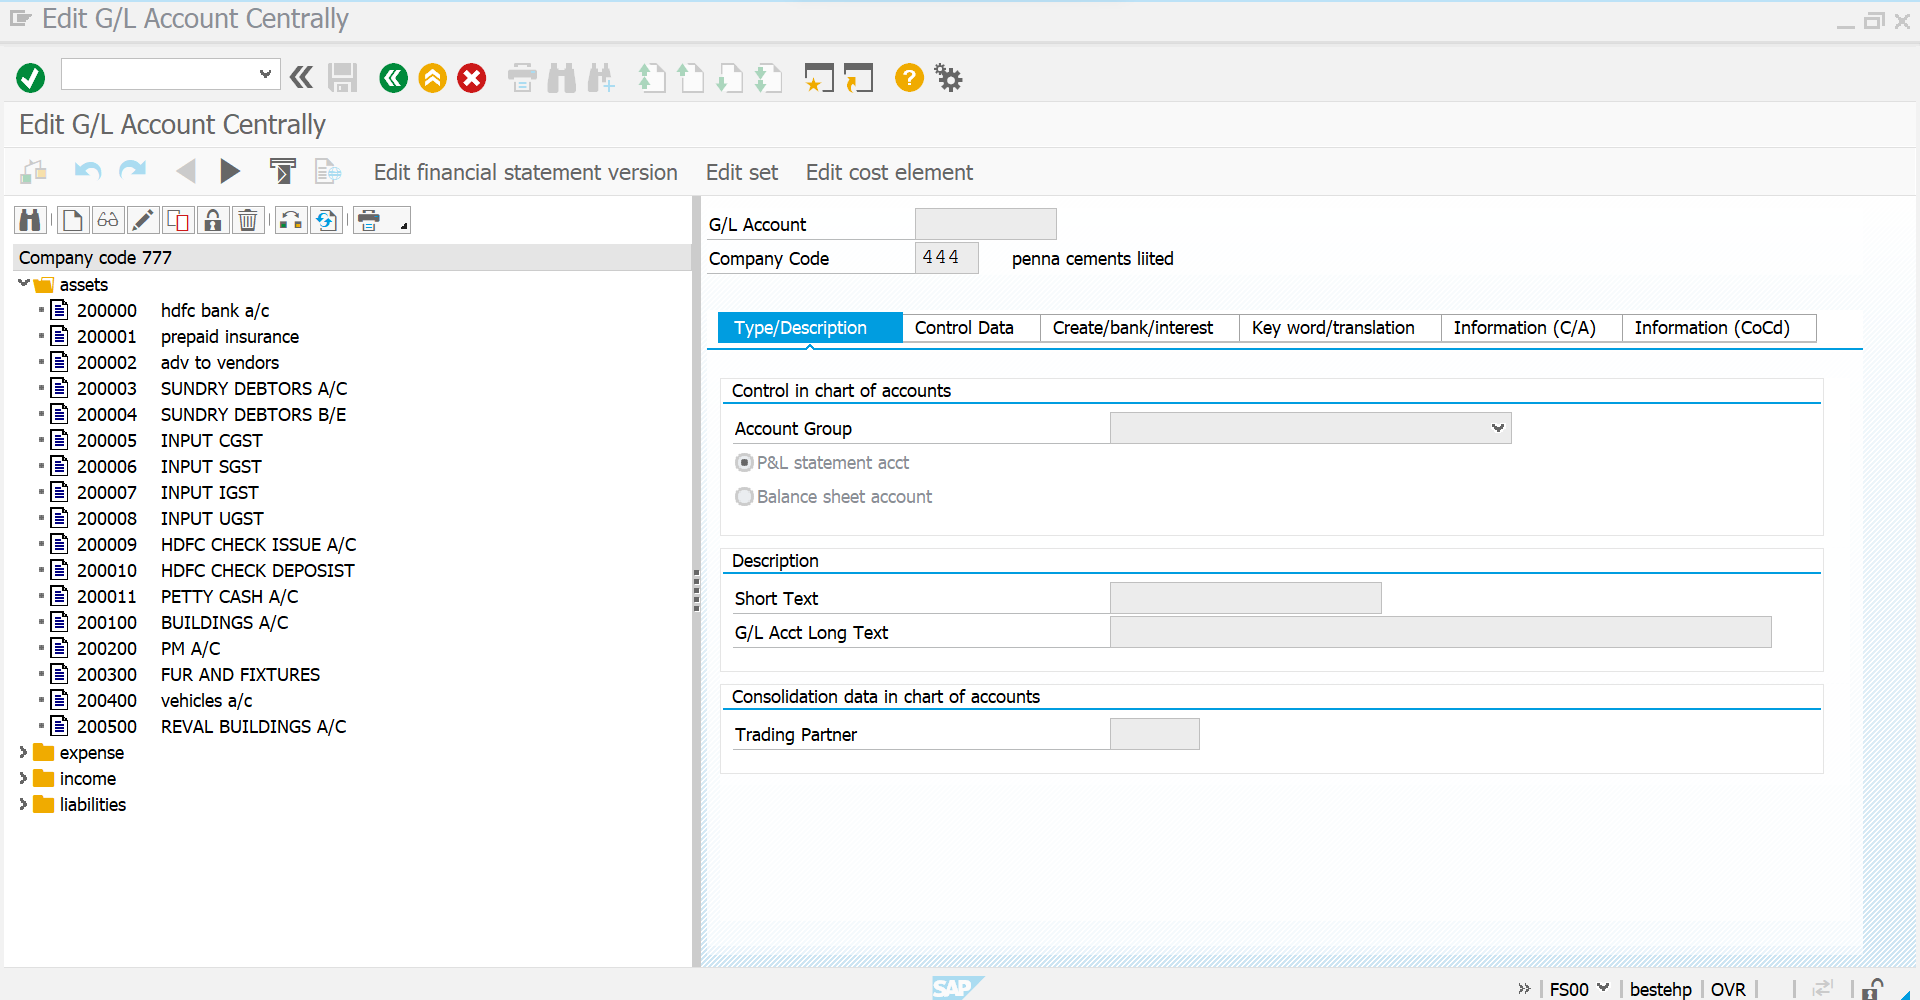 Edit G/L Account Centrally
Edit G/L Account Centrally
Edit financial statement version Edit set Edit cost element
Company code 777
assets
200000 hdfc bank a/c
200001 prepaid insurance
200002 adv to vendors
200003 SUNDRY DEBTORS A/C
200004 SUNDRY DEBTORS B/E
200005 INPUT CGST
200006 INPUT SGST
200007 INPUT IGST
200008 INPUT UGST
200009 HDFC CHECK ISSUE A/C
200010 HDFC CHECK DEPOSIST
200011 PETTY CASH A/C
200100 BUILDINGS A/C
200200 PM A/C
200300 FUR AND FIXTURES
200400 vehicles a/c
200500 REVAL BUILDINGS A/C
expense
income
liabilities
G/L Account
Company Code 444 penna cements liited
Type/Description Control Data Create/bank/interest Key word/translation Information (C/A) Information (CoCd)
Control in chart of accounts
Account Group
P&L statement acct
Balance sheet account
Description
Short Text
G/L Acct Long Text
Consolidation data in chart of accounts
Trading Partner
SAP
FS00 bestehp OVR